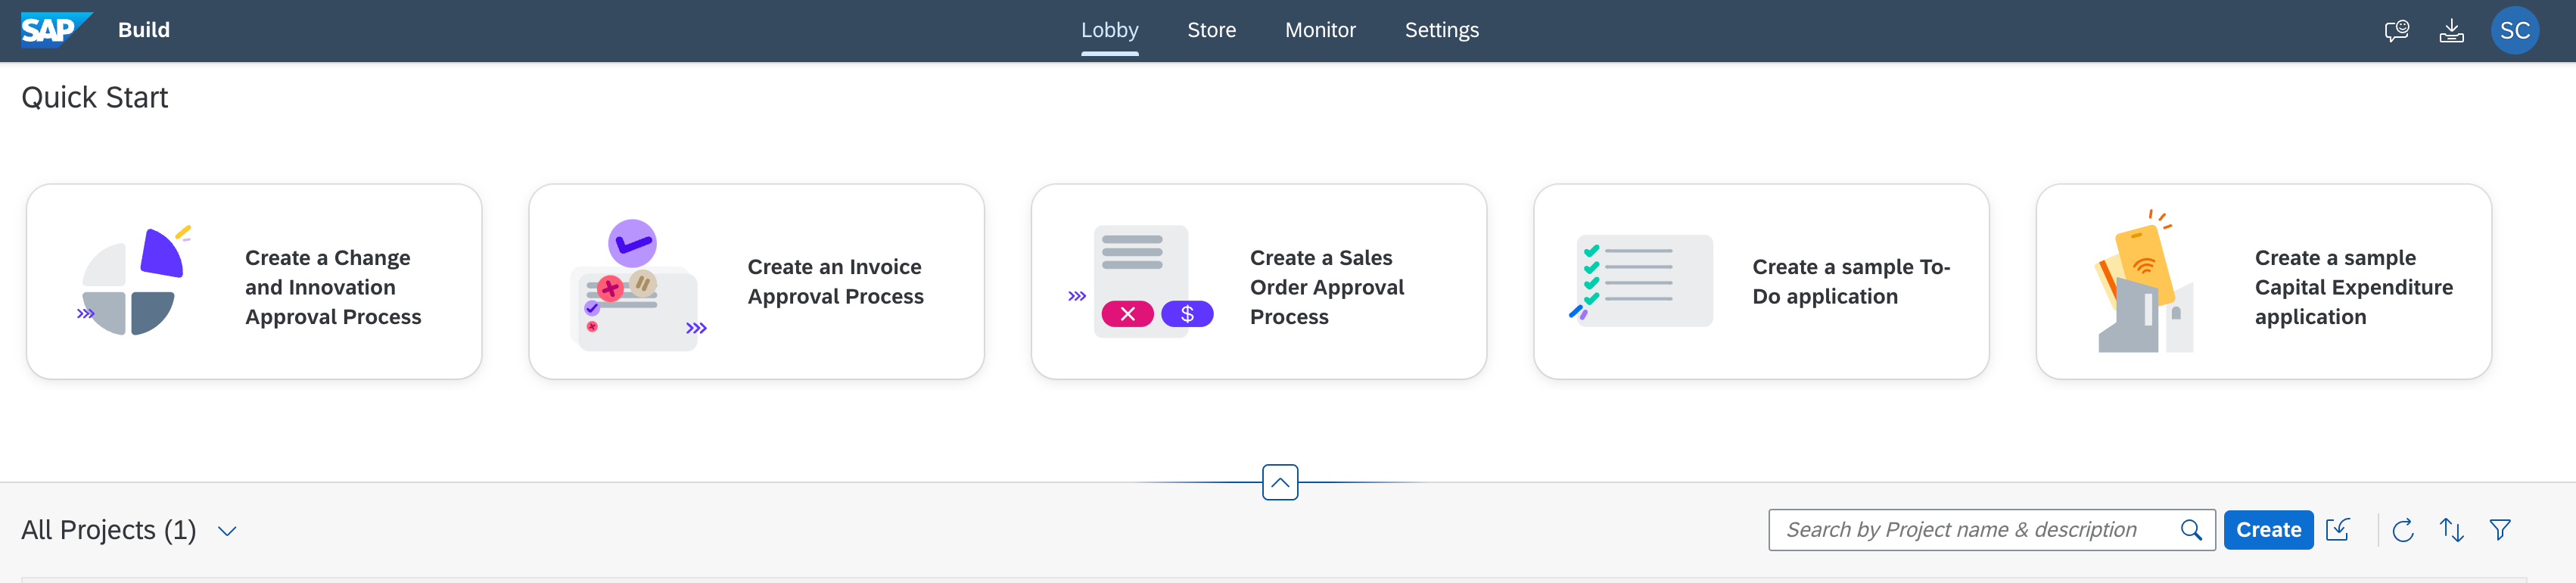 SAP
Build
Lobby
Store
Monitor
Settings
SC
Quick Start
Create a Change
and Innovation
Approval Process
Create an Invoice
Approval Process
$
Create a Sales
Order Approval
Process
Create a sample To-
Do application
Create a sample
Capital Expenditure
application
All Projects (1)
Search by Project name & description
Create